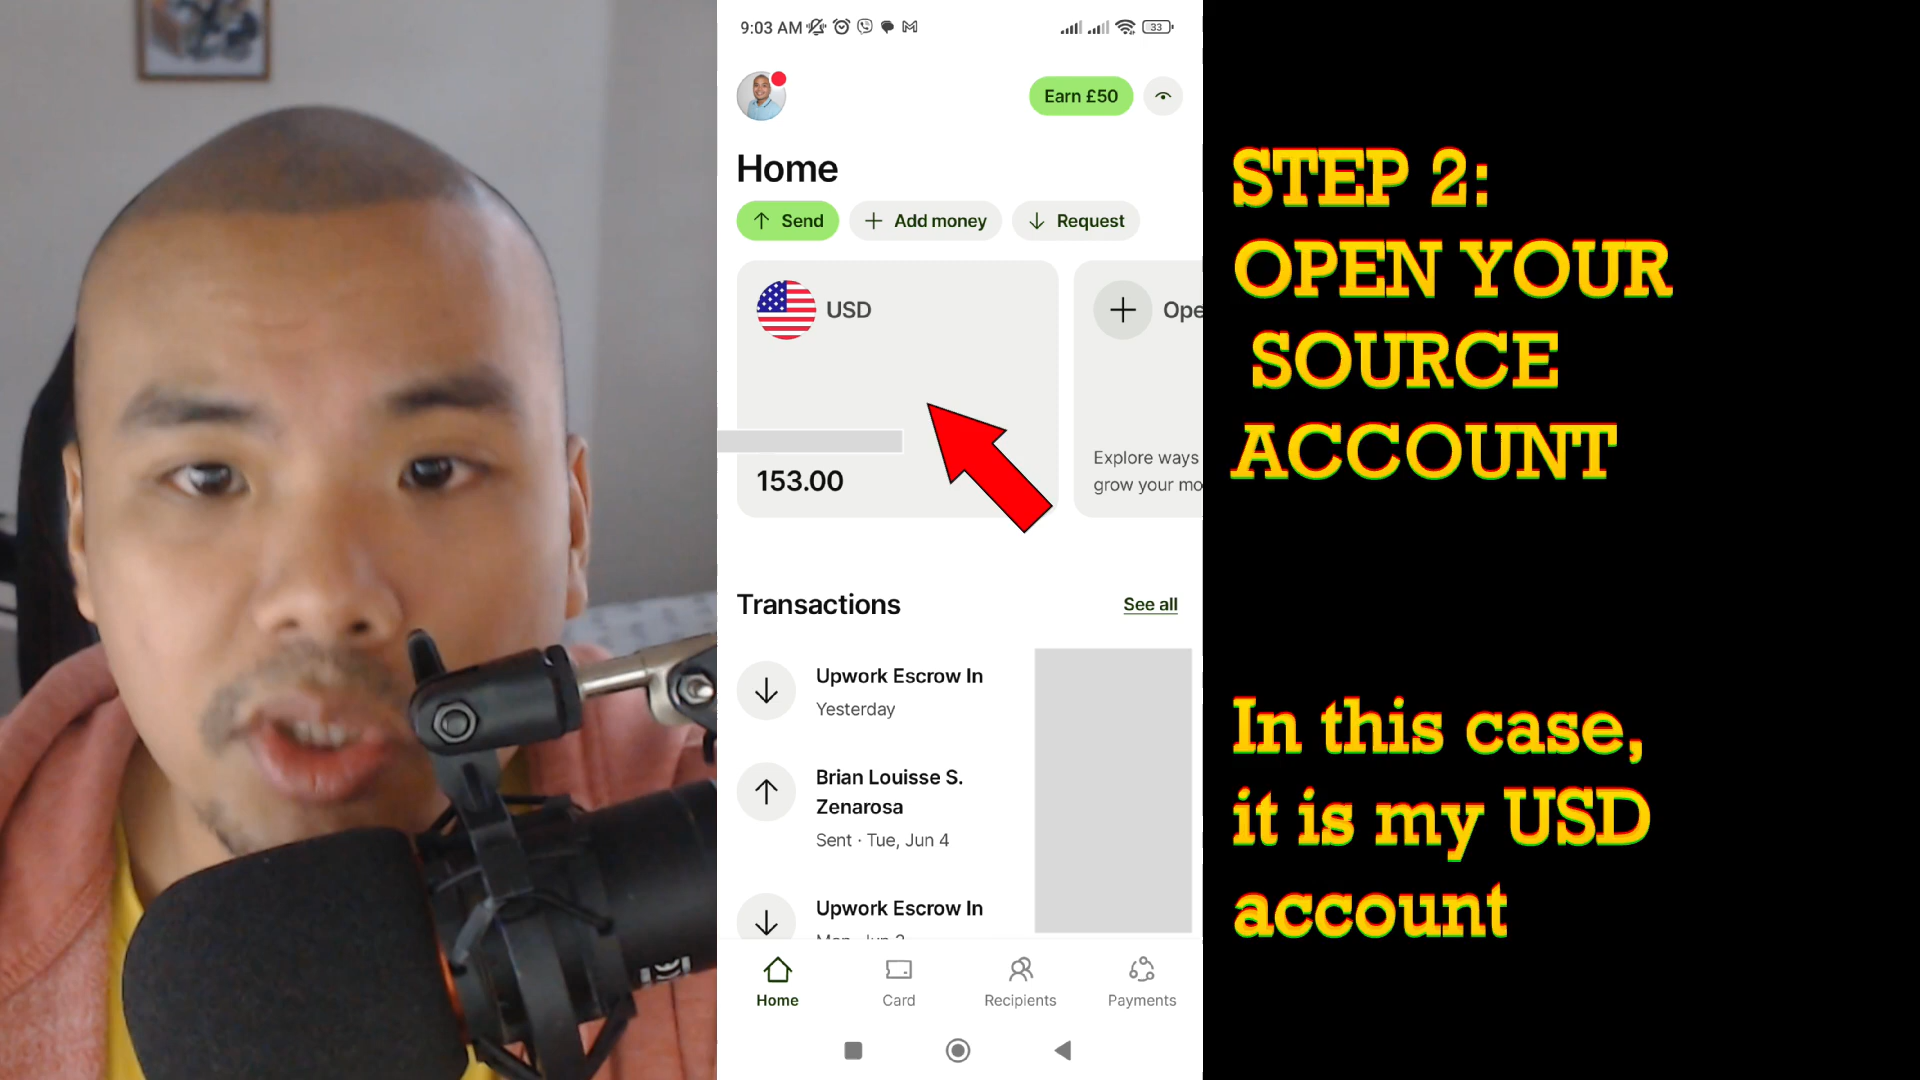 9:03 AM
33
Earn £50
Home
Send
Add money
Request
USD
Ope
153.00
Explore ways
grow your mo
Transactions
See all
Upwork Escrow In
Yesterday
Brian Louisse S.
Zenarosa
Sent · Tue, Jun 4
Upwork Escrow In
Home
Card
Recipients
Payments
STEP 2:
OPEN YOUR
SOURCE
ACCOUNT
In this case,
it is my USD
account